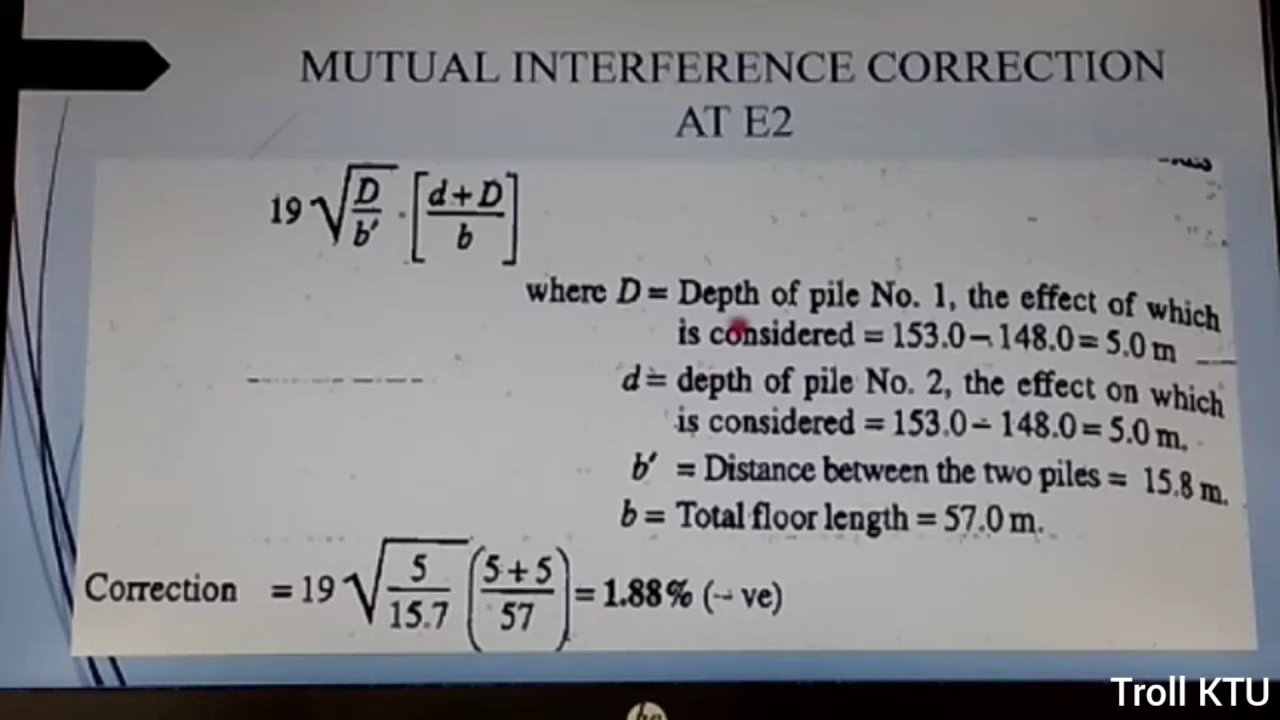 MUTUAL INTERFERENCE CORRECTION
AT E2
19 √(D/b′) · [(d+D)/b]
where D = Depth of pile No. 1, the effect of which
is considered = 153.0 – 148.0 = 5.0 m
d = depth of pile No. 2, the effect on which
is considered = 153.0 – 148.0 = 5.0 m.
b′ = Distance between the two piles = 15.8 m.
b = Total floor length = 57.0 m.
Correction = 19 √(5/15.7) ((5+5)/57) = 1.88% (– ve)
hp
Troll KTU